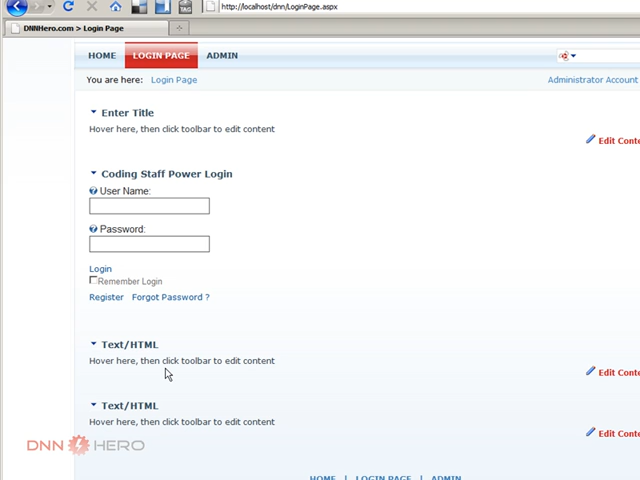 http://localhost/dnn/LoginPage.aspx
DNNHero.com > Login Page
HOME LOGIN PAGE ADMIN
You are here: Login Page
Administrator Account
Enter Title
Hover here, then click toolbar to edit content
Edit Conte
Coding Staff Power Login
User Name:
Password:
Login
Remember Login
Register Forgot Password ?
Text/HTML
Hover here, then click toolbar to edit content
Edit Conte
Text/HTML
Hover here, then click toolbar to edit content
Edit Conte
DNN HERO
HOME | LOGIN PAGE | ADMIN